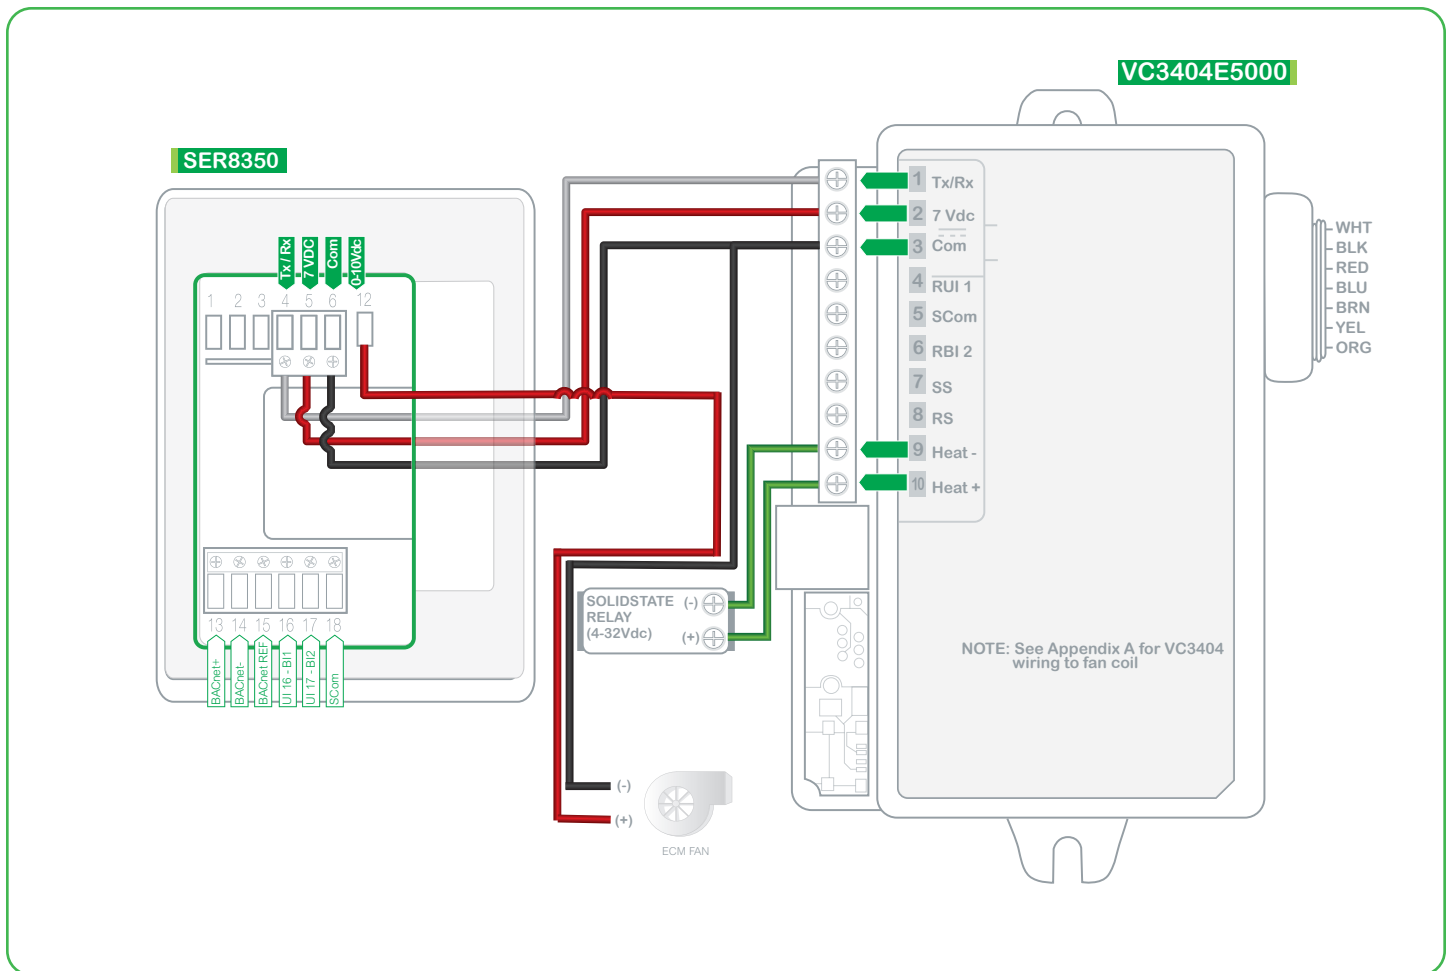 VC3404E5000
SER8350
Tx / Rx
7 VDC
Com
0-10Vdc
1 2 3 4 5 6 12
1 Tx/Rx
2 7 Vdc
3 Com
4 RUI 1
5 SCom
6 RBI 2
7 SS
8 RS
9 Heat -
10 Heat +
WHT
BLK
RED
BLU
BRN
YEL
ORG
SOLIDSTATE
RELAY
(4-32Vdc)
(-)
(+)
13 14 15 16 17 18
BACnet+
BACnet-
BACnet REF
UI 16 - BI1
UI 17 - BI2
SCom
NOTE: See Appendix A for VC3404
wiring to fan coil
(-)
(+)
ECM FAN